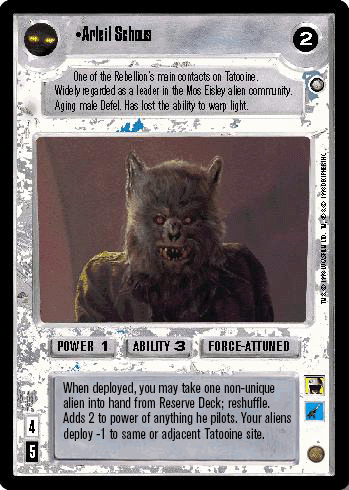 •Arleil Schous
2
One of the Rebellion's main contacts on Tatooine.
Widely regarded as a leader in the Mos Eisley alien community.
Aging male Defel. Has lost the ability to warp light.
POWER 1 ABILITY 3 FORCE-ATTUNED
When deployed, you may take one non-unique
alien into hand from Reserve Deck; reshuffle.
Adds 2 to power of anything he pilots. Your aliens
deploy -1 to same or adjacent Tatooine site.
4
5